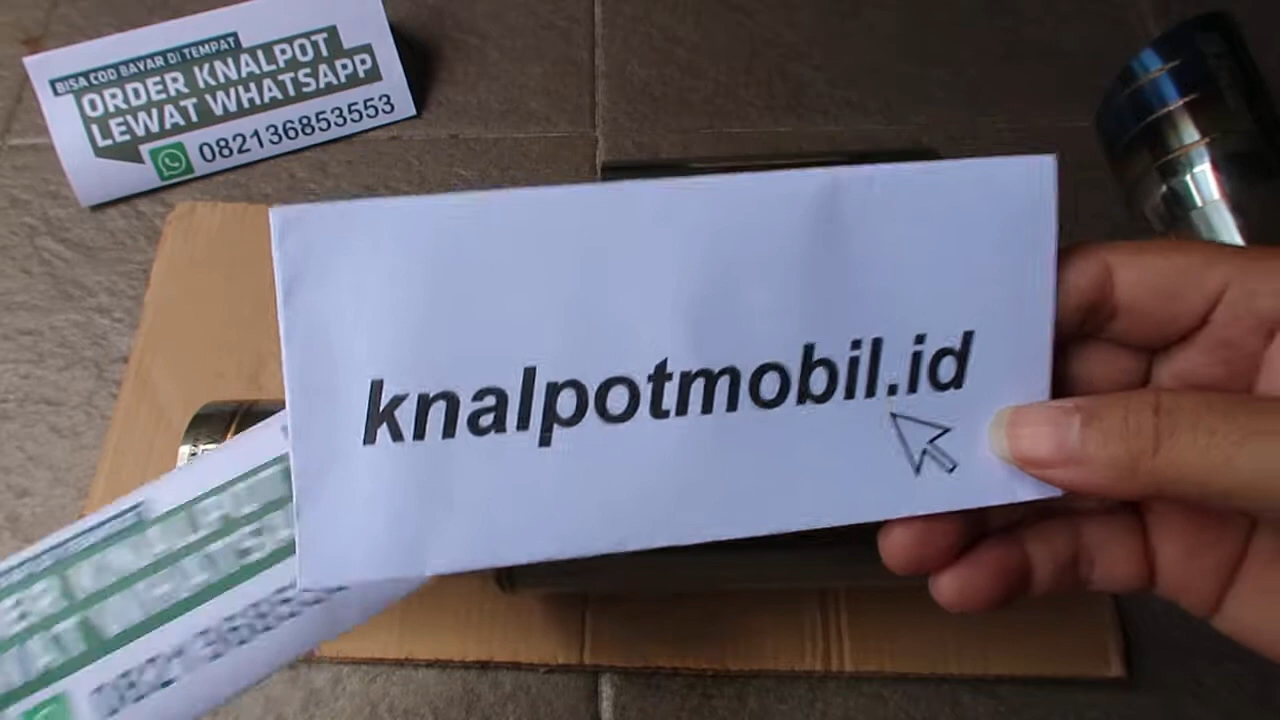 BISA COD BAYAR DI TEMPAT
ORDER KNALPOT
LEWAT WHATSAPP
082136853553
knalpotmobil.id